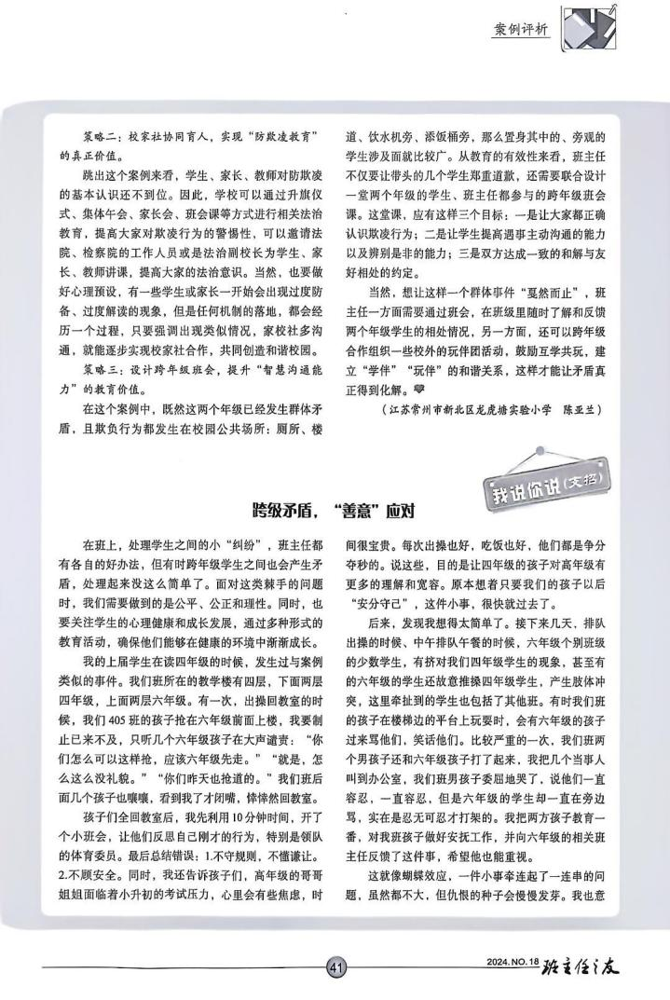 案例评析
策略二：校家社协同育人，实现“防欺凌教育”
的真正价值。
跳出这个案例来看，学生、家长、教师对防欺凌
的基本认识还不到位。因此，学校可以通过升旗仪
式、集体午会、家长会、班会课等方式进行相关法治
教育，提高大家对欺凌行为的警惕性，可以邀请法
院、检察院的工作人员或是法治副校长为学生、家
长、教师讲课，提高大家的法治意识。当然，也要做
好心理预设，有一些学生或家长一开始会出现过度防
备、过度解读的现象，但是任何机制的落地，都会经
历一个过程，只要强调出现类似情况，家校社多沟
通，就能逐步实现校家社合作，共同创造和谐校园。
策略三：设计跨年级班会，提升“智慧沟通能
力”的教育价值。
在这个案例中，既然这两个年级已经发生群体矛
盾，且欺负行为都发生在校园公共场所：厕所、楼
道、饮水机旁、添饭桶旁，那么置身其中的、旁观的
学生涉及面就比较广。从教育的有效性来看，班主任
不仅要让带头的几个学生郑重道歉，还需要联合设计
一堂两个年级的学生、班主任都参与的跨年级班会
课。这堂课，应有这样三个目标：一是让大家都正确
认识欺凌行为；二是让学生提高遇事主动沟通的能力
以及辨别是非的能力；三是双方达成一致的和解与友
好相处的约定。
当然，想让这样一个群体事件“戛然而止”，班
主任一方面需要通过班会，在班级里随时了解和反馈
两个年级学生的相处情况，另一方面，还可以跨年级
合作组织一些校外的玩伴团活动，鼓励互学共玩，建
立“学伴”“玩伴”的和谐关系，这样才能让矛盾真
正得到化解。
（江苏常州市新北区龙虎塘实验小学 陈亚兰）
我说你说（支招）
跨级矛盾，“善意”应对
在班上，处理学生之间的小“纠纷”，班主任都
有各自的好办法，但有时跨年级学生之间也会产生矛
盾，处理起来没这么简单了。面对这类棘手的问题
时，我们需要做到的是公平、公正和理性。同时，也
要关注学生的心理健康和成长发展，通过多种形式的
教育活动，确保他们能够在健康的环境中渐渐成长。
我的上届学生在读四年级的时候，发生过与案例
类似的事件。我们班所在的教学楼有四层，下面两层
四年级，上面两层六年级。有一次，出操回教室的时
候，我们 405 班的孩子抢在六年级前面上楼，我要制
止已来不及，只听几个六年级孩子在大声谴责：“你
们怎么可以这样抢，应该六年级先走。”“就是，怎
么这么没礼貌。”“你们昨天也抢道的。”我们班后
面几个孩子也嚷嚷，看到我了才闭嘴，悻悻然回教室。
孩子们全回教室后，我先利用 10 分钟时间，开了
个小班会，让他们反思自己刚才的行为，特别是领队
的体育委员。最后总结错误：1.不守规则，不懂谦让。
2.不顾安全。同时，我还告诉孩子们，高年级的哥哥
姐姐面临着小升初的考试压力，心里会有些焦虑，时
间很宝贵。每次出操也好，吃饭也好，他们都是争分
夺秒的。说这些，目的是让四年级的孩子对高年级有
更多的理解和宽容。原本想着只要我们的孩子以后
“安分守己”，这件小事，很快就过去了。
后来，发现我想得太简单了。接下来几天，排队
出操的时候、中午排队午餐的时候，六年级个别班级
的少数学生，有挤对我们四年级学生的现象，甚至有
的六年级的学生还故意推搡四年级学生，产生肢体冲
突，这里牵扯到的学生也包括了其他班。有时我们班
的孩子在楼梯边的平台上玩耍时，会有六年级的孩子
过来骂他们，笑话他们。比较严重的一次，我们班两
个男孩子还和六年级孩子打了起来，我把几个当事人
叫到办公室，我们班男孩子委屈地哭了，说他们一直
容忍，一直容忍，但是六年级的学生却一直在旁边
骂，实在是忍无可忍才打架的。我把两方孩子教育一
番，对我班孩子做好安抚工作，并向六年级的相关班
主任反馈了这件事，希望他也能重视。
这就像蝴蝶效应，一件小事牵连起了一连串的问
题，虽然都不大，但仇恨的种子会慢慢发芽。我也意
41
2024. NO. 18 班主任之友